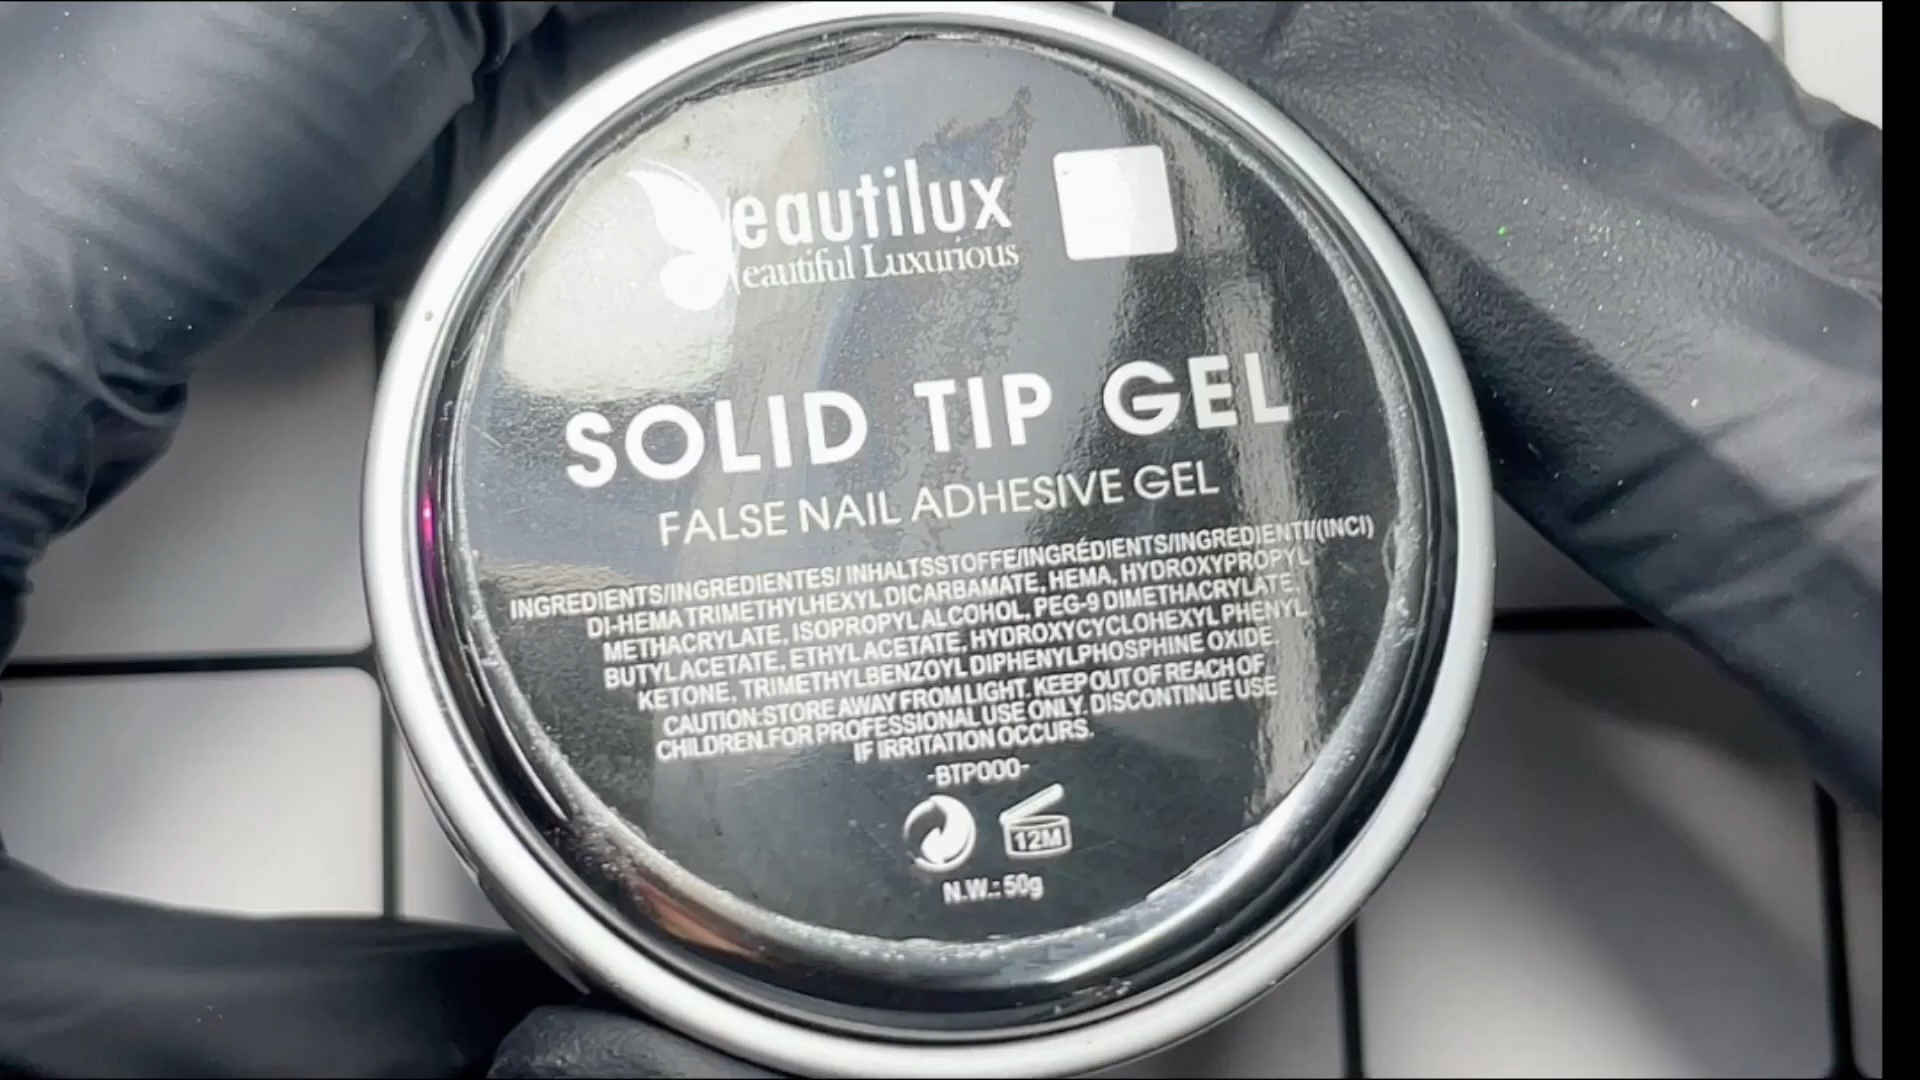 eautilux
eautiful Luxurious
SOLID TIP GEL
FALSE NAIL ADHESIVE GEL
INGREDIENTS/INGREDIENTES/ INHALTSSTOFFE/INGRÉDIENTS/INGREDIENTI/(INCI)
DI-HEMA TRIMETHYLHEXYL DICARBAMATE, HEMA, HYDROXYPROPYL
METHACRYLATE, ISOPROPYL ALCOHOL, PEG-9 DIMETHACRYLATE,
BUTYL ACETATE, ETHYL ACETATE, HYDROXYCYCLOHEXYL PHENYL
KETONE, TRIMETHYLBENZOYL DIPHENYLPHOSPHINE OXIDE.
CAUTION:STORE AWAY FROM LIGHT. KEEP OUT OF REACH OF
CHILDREN.FOR PROFESSIONAL USE ONLY. DISCONTINUE USE
IF IRRITATION OCCURS.
-BTP000-
12M
N.W.: 50g